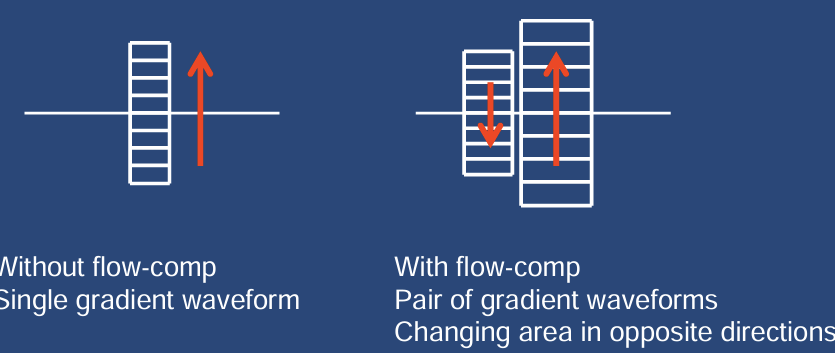 Without flow-comp
Single gradient waveform
With flow-comp
Pair of gradient waveforms
Changing area in opposite directions